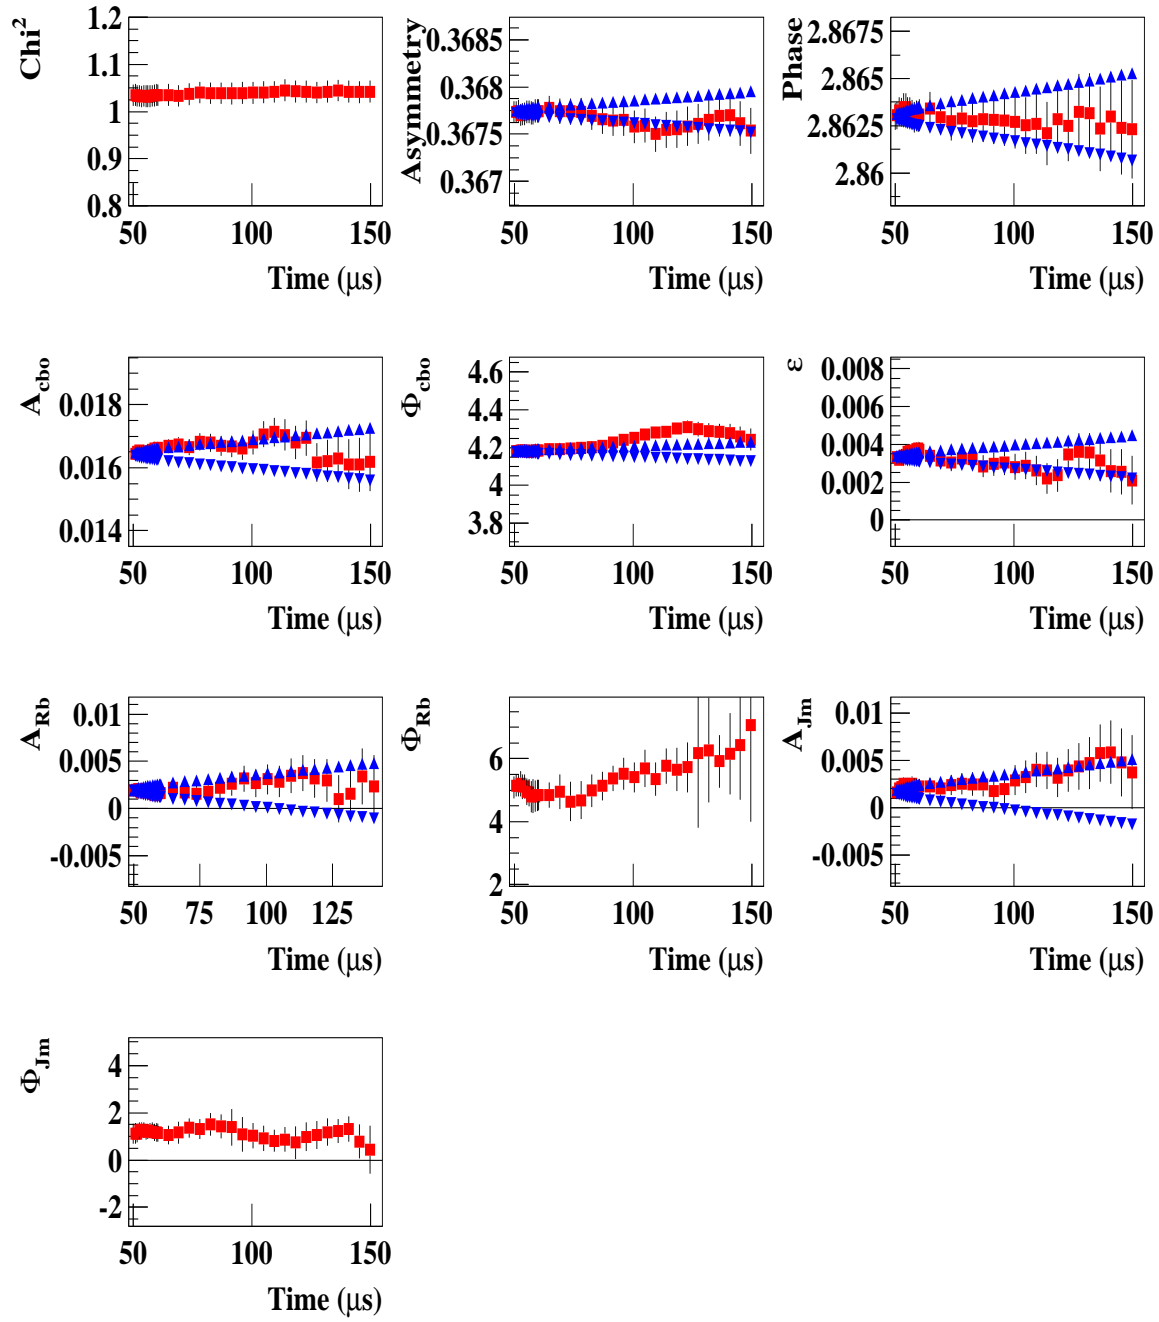 Chi²
1.2
1.1
1
0.9
0.8
50 100 150
Time (μs)
Asymmetry
0.3685
0.368
0.3675
0.367
50 100 150
Time (μs)
Phase
2.8675
2.865
2.8625
2.86
50 100 150
Time (μs)
A_cbo
0.018
0.016
0.014
50 100 150
Time (μs)
Φ_cbo
4.6
4.4
4.2
4
3.8
50 100 150
Time (μs)
ε
0.008
0.006
0.004
0.002
0
50 100 150
Time (μs)
A_Rb
0.01
0.005
0
-0.005
50 75 100 125
Time (μs)
Φ_Rb
6
4
2
50 100 150
Time (μs)
A_Jm
0.01
0.005
0
-0.005
50 100 150
Time (μs)
Φ_Jm
4
2
0
-2
50 100 150
Time (μs)